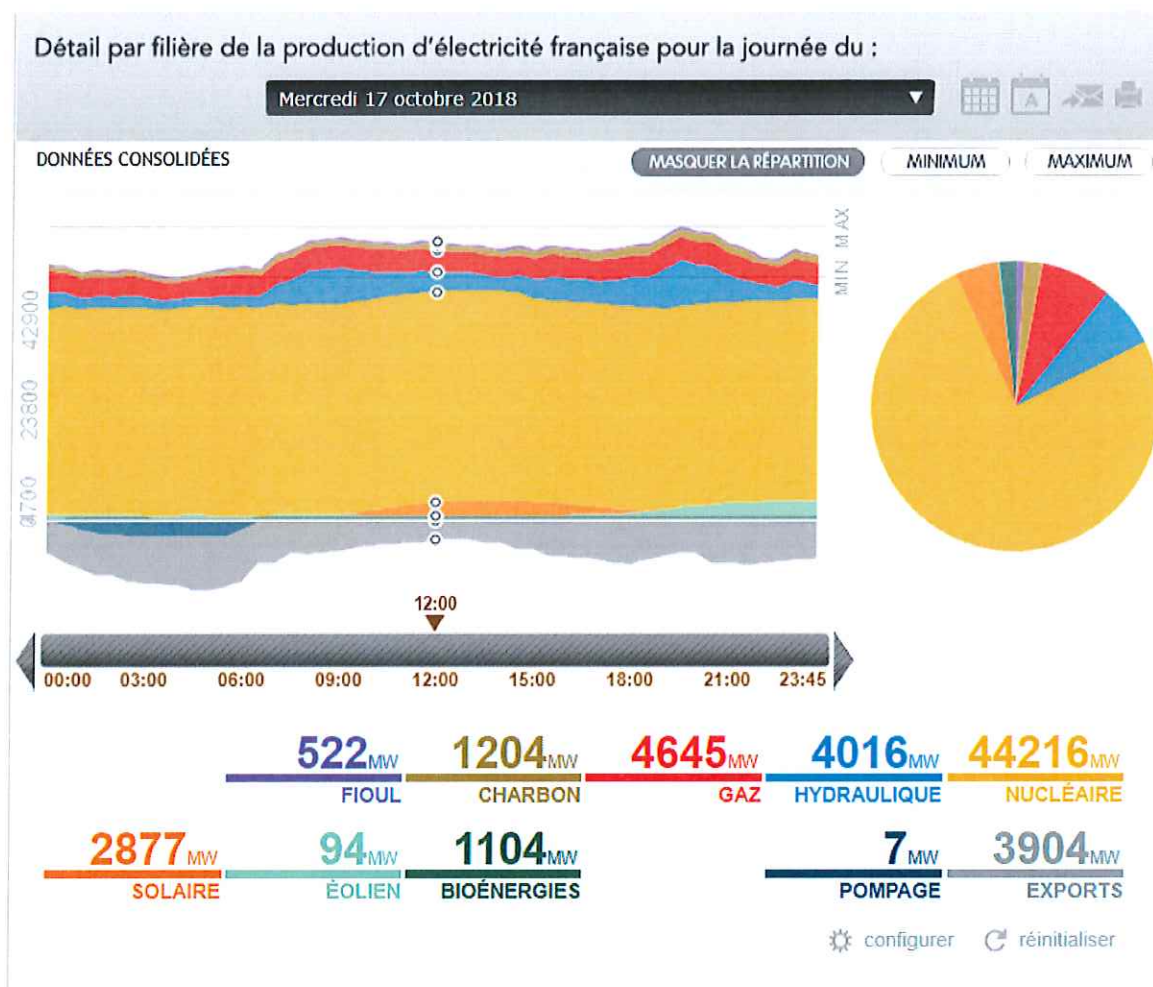 Détail par filière de la production d'électricité française pour la journée du :
Mercredi 17 octobre 2018
A
DONNÉES CONSOLIDÉES
MASQUER LA RÉPARTITION MINIMUM MAXIMUM
MIN MAX
42900
23800
4700
12:00
00:00 03:00 06:00 09:00 12:00 15:00 18:00 21:00 23:45
522MW 1204MW 4645MW 4016MW 44216MW
FIOUL CHARBON GAZ HYDRAULIQUE NUCLÉAIRE
2877MW 94MW 1104MW 7MW 3904MW
SOLAIRE ÉOLIEN BIOÉNERGIES POMPAGE EXPORTS
configurer réinitialiser